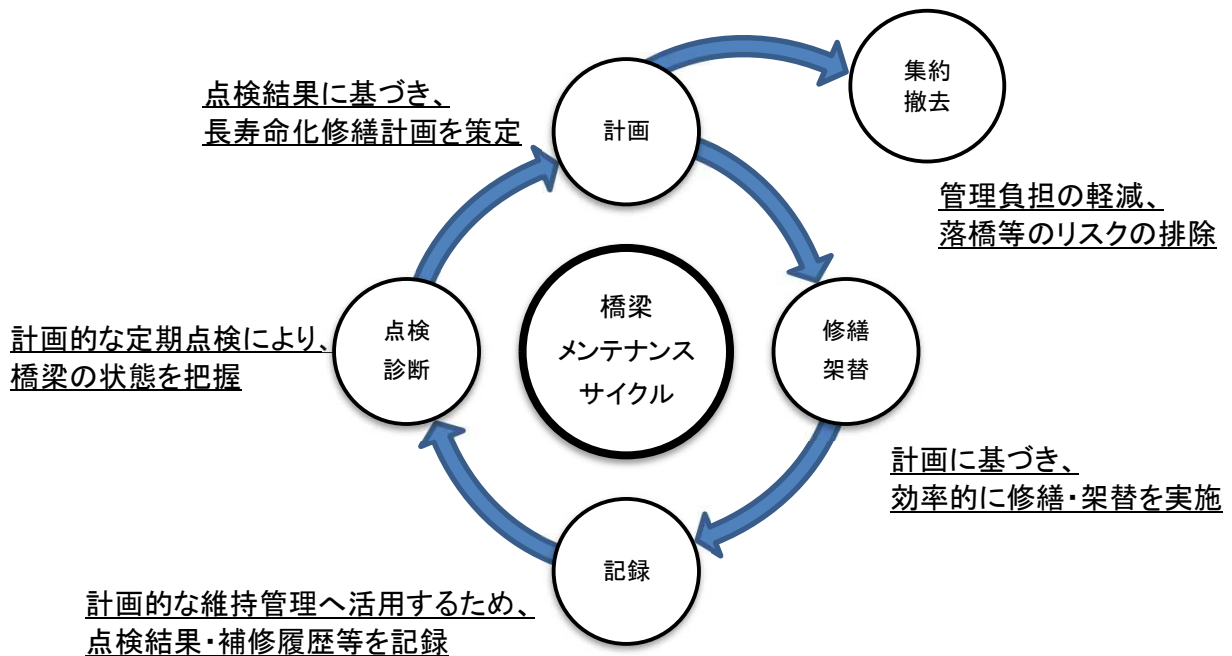 集約
撤去
点検結果に基づき、
長寿命化修繕計画を策定
計画
管理負担の軽減、
落橋等のリスクの排除
橋梁
メンテナンス
サイクル
点検
診断
修繕
架替
計画的な定期点検により、
橋梁の状態を把握
計画に基づき、
効率的に修繕・架替を実施
記録
計画的な維持管理へ活用するため、
点検結果・補修履歴等を記録